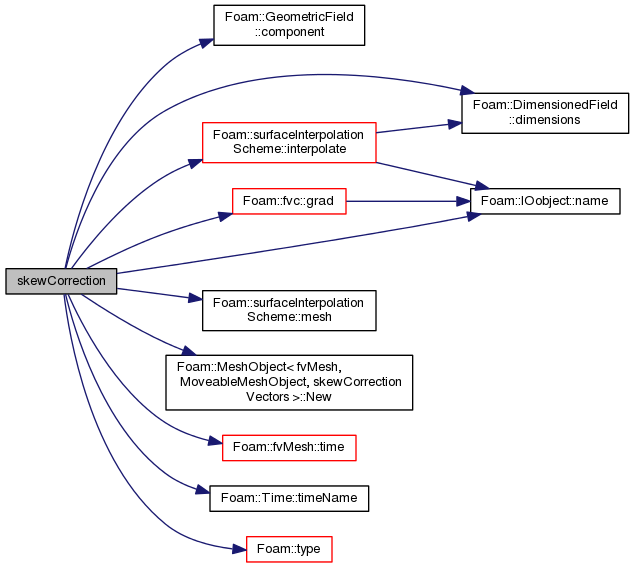 Foam::GeometricField
::component
Foam::DimensionedField
::dimensions
Foam::surfaceInterpolation
Scheme::interpolate
Foam::fvc::grad
Foam::IOobject::name
skewCorrection
Foam::surfaceInterpolation
Scheme::mesh
Foam::MeshObject< fvMesh,
MoveableMeshObject, skewCorrection
Vectors >::New
Foam::fvMesh::time
Foam::Time::timeName
Foam::type